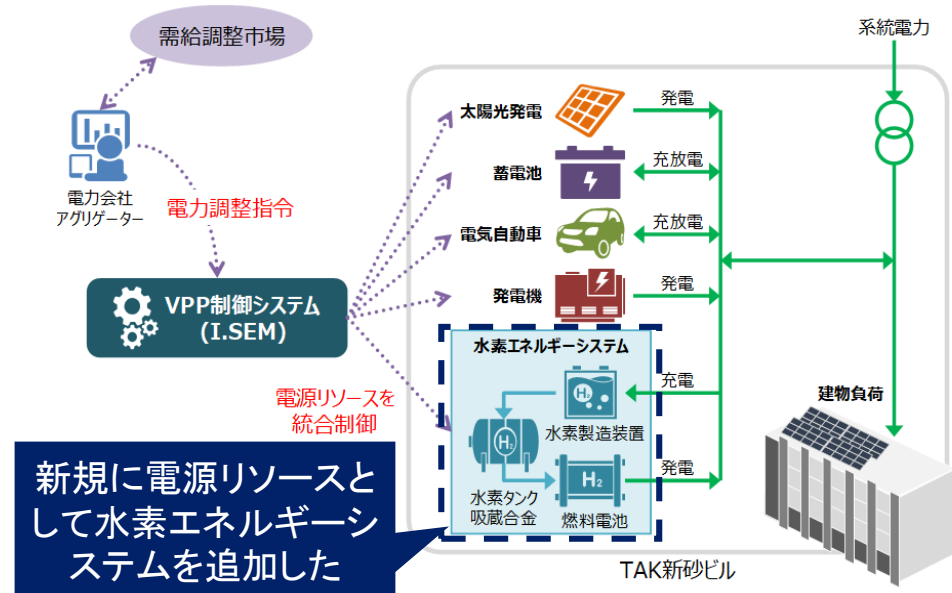 需給調整市場
系統電力
電力会社
アグリゲーター
電力調整指令
VPP制御システム
(I.SEM)
電源リソースを
統合制御
太陽光発電
発電
蓄電池
充放電
電気自動車
充放電
発電機
発電
水素エネルギーシステム
充電
H₂
水素製造装置
H₂
水素タンク
吸蔵合金
H₂
燃料電池
発電
建物負荷
TAK新砂ビル
新規に電源リソースと
して水素エネルギーシ
ステムを追加した